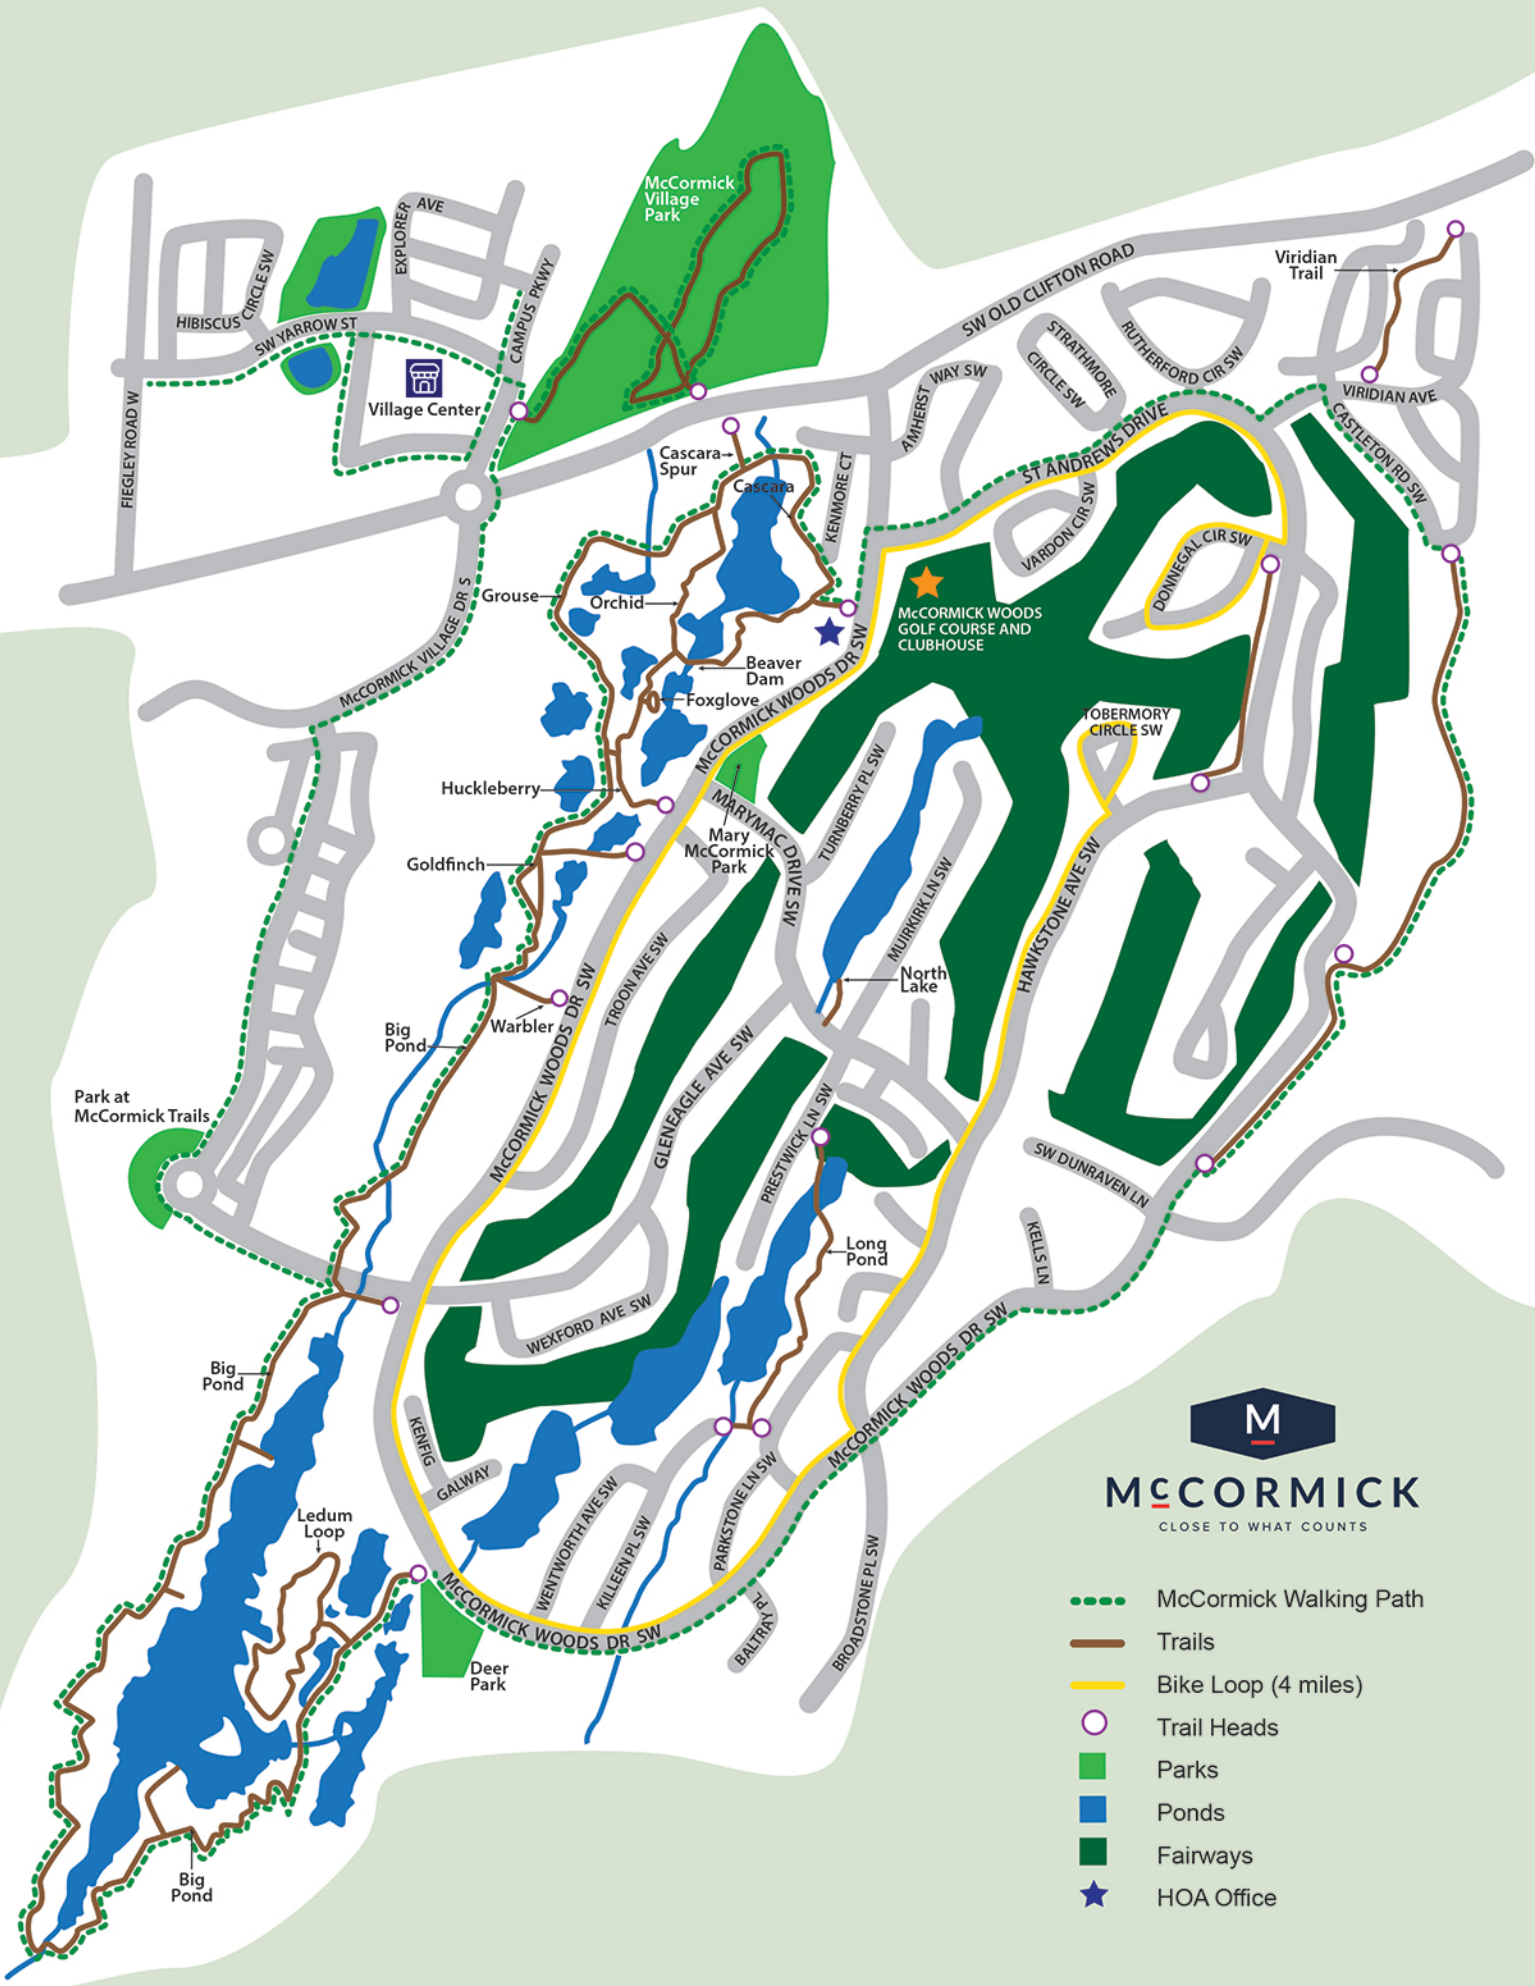 McCormick
Village
Park
EXPLORER AVE
HIBISCUS CIRCLE SW
SW YARROW ST
CAMPUS PKWY
FIEGLEY ROAD W
Village Center
SW OLD CLIFTON ROAD
Viridian
Trail
STRATHMORE
CIRCLE SW
RUTHERFORD CIR SW
AMHERST WAY SW
VIRIDIAN AVE
CASTLETON RD SW
ST ANDREWS DRIVE
VARDON CIR SW
DONNEGAL CIR SW
Cascara
Spur
Cascara
KENMORE CT
Grouse
Orchid
McCORMICK VILLAGE DR S
McCORMICK WOODS
GOLF COURSE AND
CLUBHOUSE
Beaver
Dam
Foxglove
McCORMICK WOODS DR SW
TOBERMORY
CIRCLE SW
Huckleberry
MARYMAC DRIVE SW
TURNBERRY PL SW
Mary
McCormick
Park
Goldfinch
MUIRKIRK LN SW
HAWKSTONE AVE SW
TROON AVE SW
North
Lake
Warbler
Big
Pond
McCORMICK WOODS DR SW
GLENEAGLE AVE SW
PRESTWICK LN SW
Park at
McCormick Trails
SW DUNRAVEN LN
KELLS LN
Long
Pond
WEXFORD AVE SW
McCORMICK WOODS DR SW
Big
Pond
KENFIG
GALWAY
WENTWORTH AVE SW
KILLEEN PL SW
PARKSTONE LN SW
Ledum
Loop
McCORMICK WOODS DR SW
BALTRAY PL
BROADSTONE PL SW
Deer
Park
Big
Pond
M
McCORMICK
CLOSE TO WHAT COUNTS
McCormick Walking Path
Trails
Bike Loop (4 miles)
Trail Heads
Parks
Ponds
Fairways
HOA Office